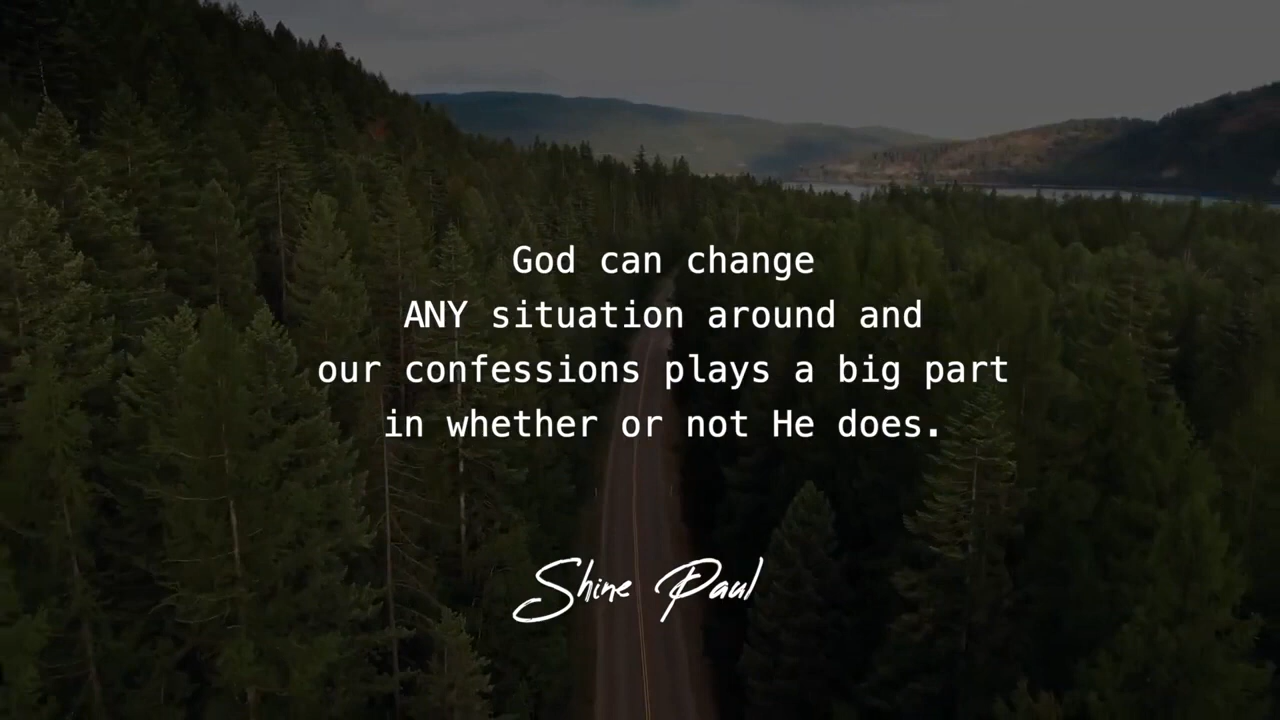 God can change
ANY situation around and
our confessions plays a big part
in whether or not He does.
Shine Paul